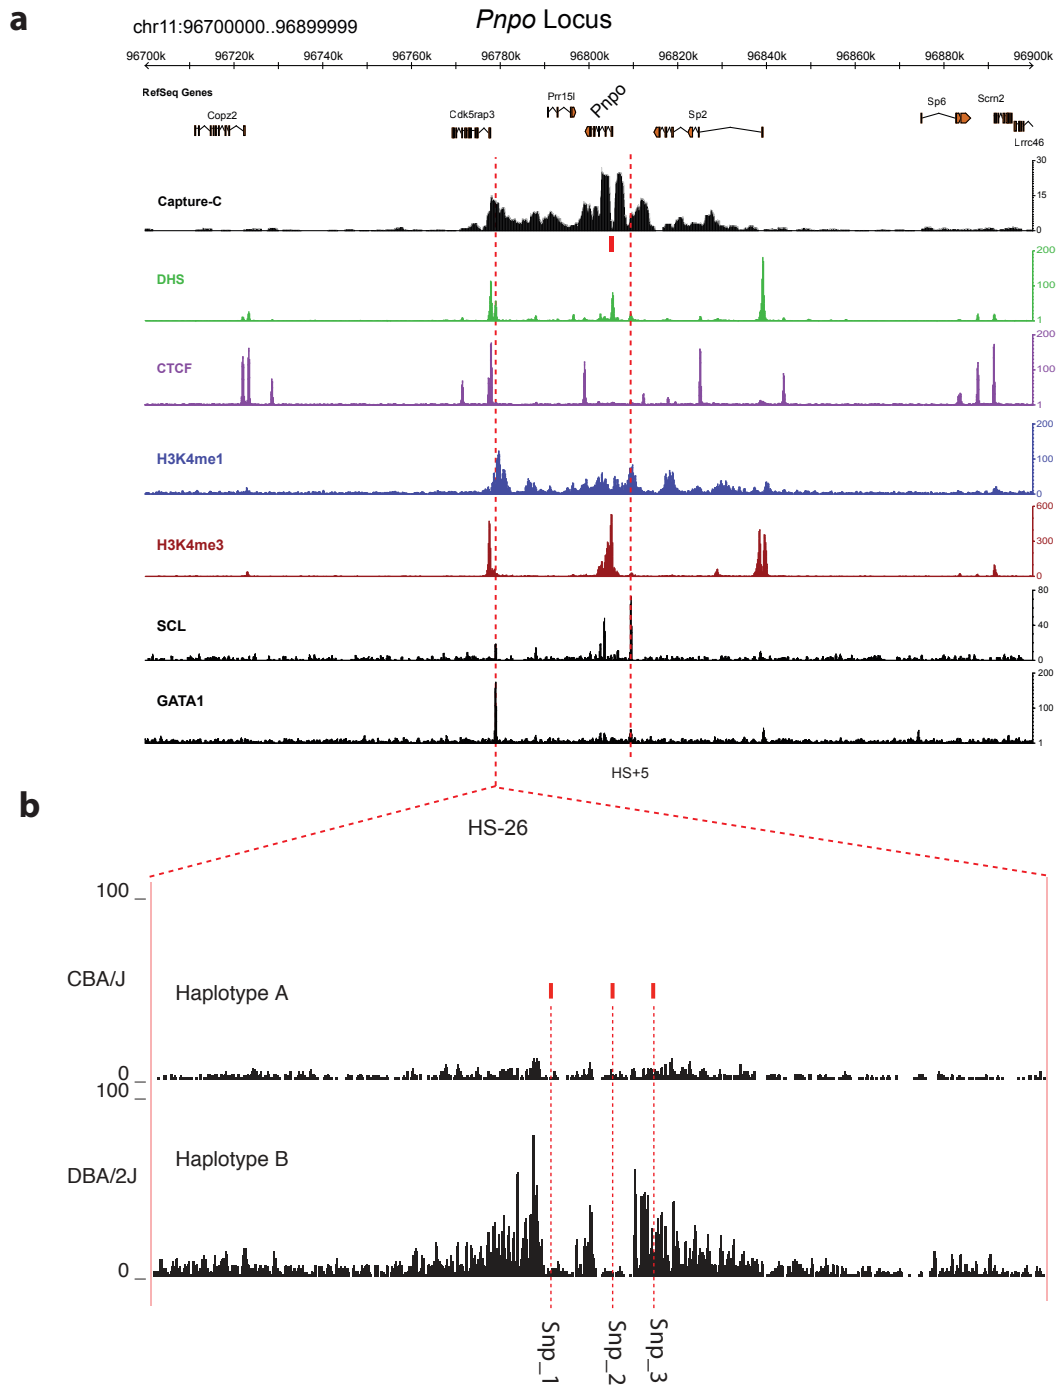 a
chr11:96700000..96899999
Pnpo Locus
96700k 96720k 96740k 96760k 96780k 96800k 96820k 96840k 96860k 96880k 96900k
RefSeq Genes
Copz2 Cdk5rap3 Prr15l Pnpo Sp2 Sp6 Scrn2
Lrrc46
Capture-C
30
15
0
DHS
200
100
1
CTCF
200
100
1
H3K4me1
200
100
0
H3K4me3
600
300
0
SCL
80
40
0
GATA1
200
100
1
HS+5
b
HS-26
100
CBA/J
Haplotype A
0
100
Haplotype B
DBA/2J
0
Snp_1
Snp_2
Snp_3